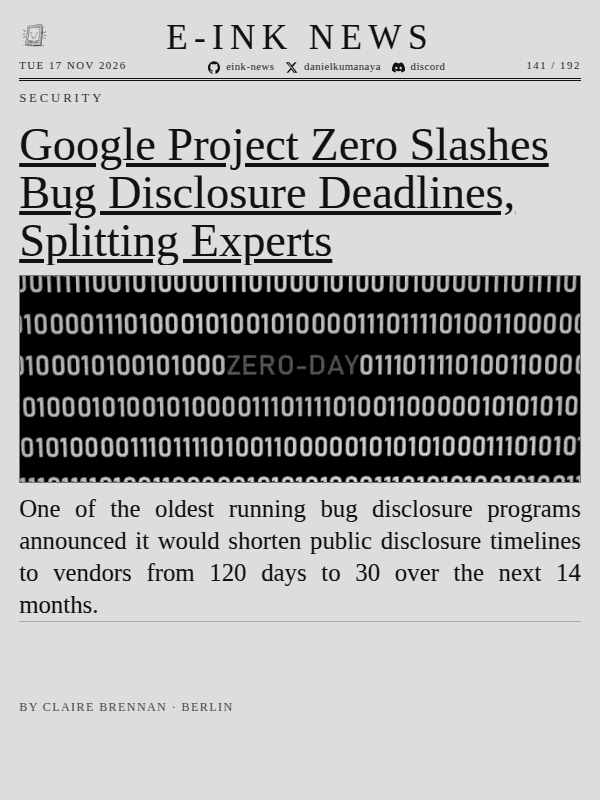 E-INK NEWS
TUE 17 NOV 2026
eink-news danielkumanaya discord
141 / 192
SECURITY
Google Project Zero Slashes
Bug Disclosure Deadlines,
Splitting Experts
ZERO-DAY
One of the oldest running bug disclosure programs
announced it would shorten public disclosure timelines
to vendors from 120 days to 30 over the next 14
months.
BY CLAIRE BRENNAN · BERLIN